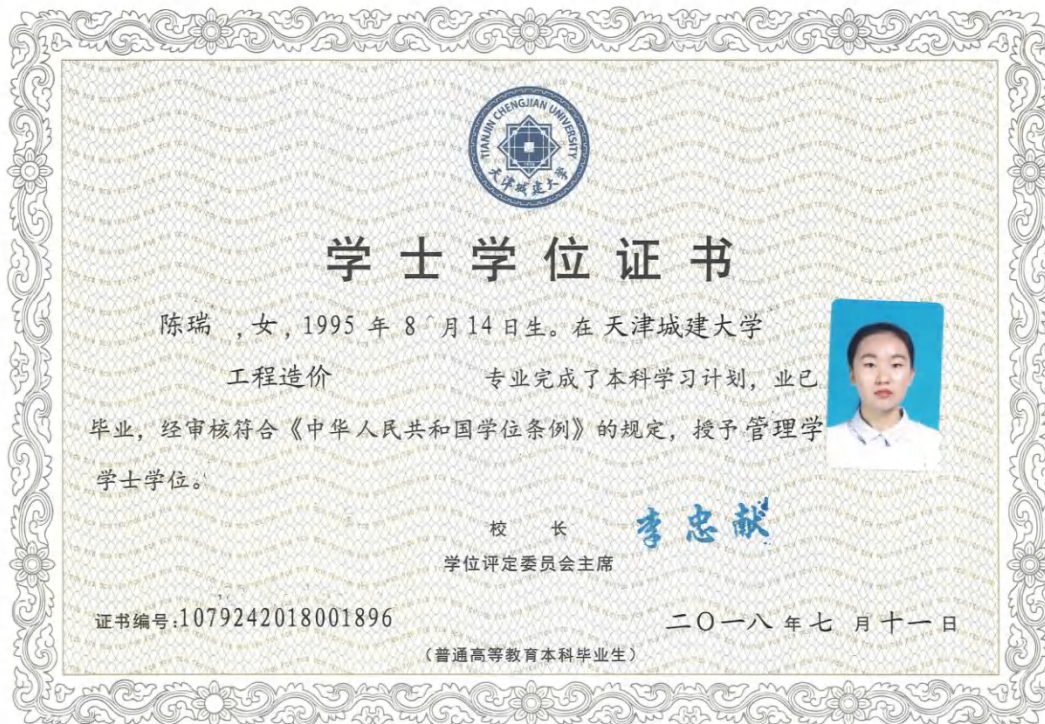 TIANJIN CHENGJIAN UNIVERSITY
天津城建大学
学士学位证书
陈瑞 ,女,1995 年 8 月14 日生。在 天津城建大学
工程造价 专业完成了本科学习计划，业已
毕业，经审核符合《中华人民共和国学位条例》的规定，授予 管理学
学士学位。
校 长 李忠献
学位评定委员会主席
证书编号:1079242018001896 二〇一八 年 七 月 十一 日
（普通高等教育本科毕业生）